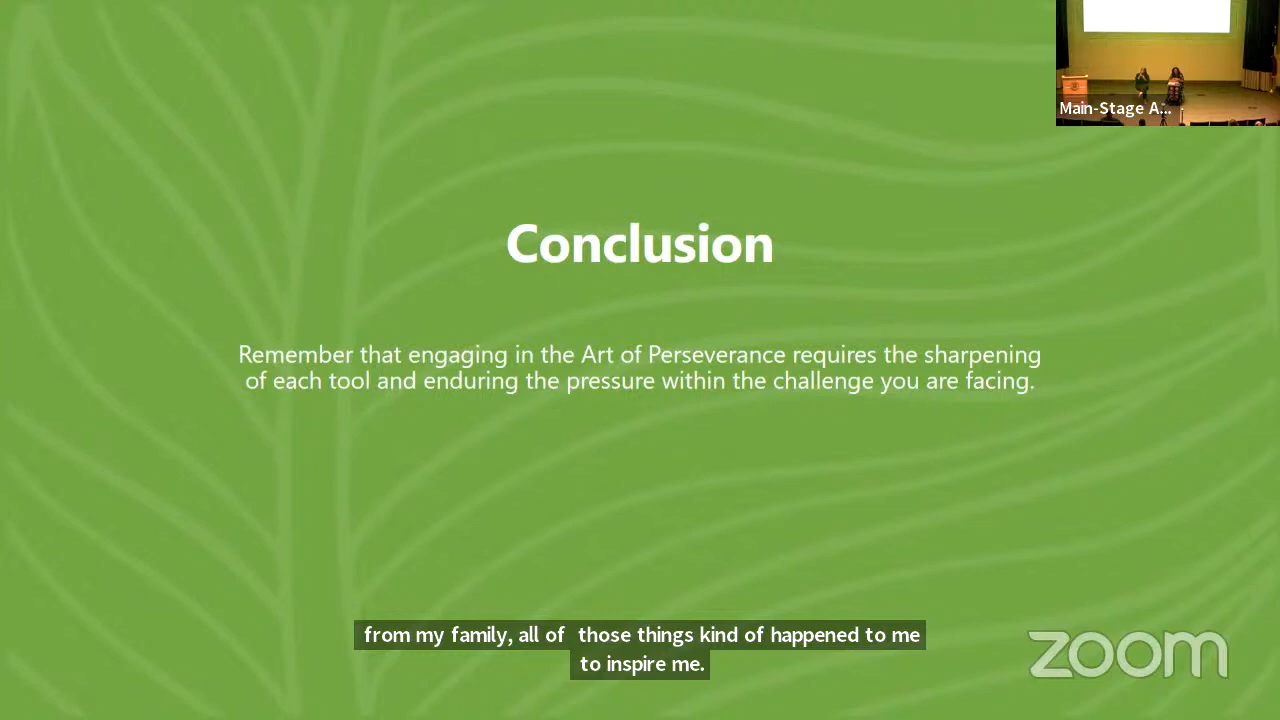 Main-Stage A...
Conclusion
Remember that engaging in the Art of Perseverance requires the sharpening
of each tool and enduring the pressure within the challenge you are facing.
from my family, all of those things kind of happened to me
to inspire me.
zoom